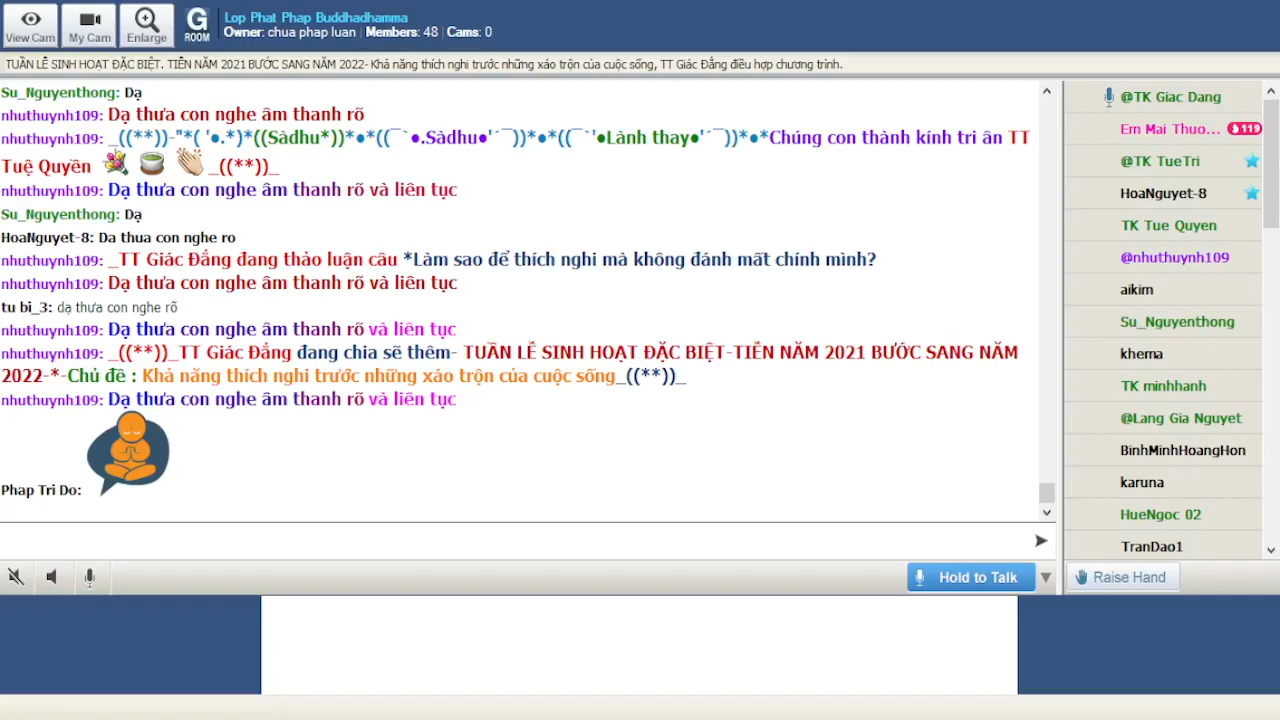 View Cam
My Cam
Enlarge
G
ROOM
Lop Phat Phap Buddhadhamma
Owner: chua phap luan | Members: 48 | Cams: 0
TUẦN LỄ SINH HOẠT ĐẶC BIỆT. TIỄN NĂM 2021 BƯỚC SANG NĂM 2022- Khả năng thích nghi trước những xáo trộn của cuộc sống, TT Giác Đẳng điều hợp chương trình.
Su_Nguyenthong: Dạ
nhuthuynh109: Dạ thưa con nghe âm thanh rõ
nhuthuynh109: _((**))-"*( '●.*)*((Sàdhu*))*●*((¯`●.Sàdhu●'´¯))*●*((¯`'●Lành thay●'´¯))*●*Chúng con thành kính tri ân TT
Tuệ Quyền _((**))_
nhuthuynh109: Dạ thưa con nghe âm thanh rõ và liên tục
Su_Nguyenthong: Dạ
HoaNguyet-8: Da thua con nghe ro
nhuthuynh109: _TT Giác Đẳng đang thảo luận câu *Làm sao để thích nghi mà không đánh mất chính mình?
nhuthuynh109: Dạ thưa con nghe âm thanh rõ và liên tục
tu bi_3: dạ thưa con nghe rõ
nhuthuynh109: Dạ thưa con nghe âm thanh rõ và liên tục
nhuthuynh109: _((**))_TT Giác Đẳng đang chia sẽ thêm- TUẦN LỄ SINH HOẠT ĐẶC BIỆT-TIỄN NĂM 2021 BƯỚC SANG NĂM
2022-*-Chủ đề : Khả năng thích nghi trước những xáo trộn của cuộc sống_((**))_
nhuthuynh109: Dạ thưa con nghe âm thanh rõ và liên tục
Phap Tri Do:
Hold to Talk
@TK Giac Dang
Em Mai Thuo... 119
@TK TueTri
HoaNguyet-8
TK Tue Quyen
@nhuthuynh109
aikim
Su_Nguyenthong
khema
TK minhhanh
@Lang Gia Nguyet
BinhMinhHoangHon
karuna
HueNgoc 02
TranDao1
Raise Hand